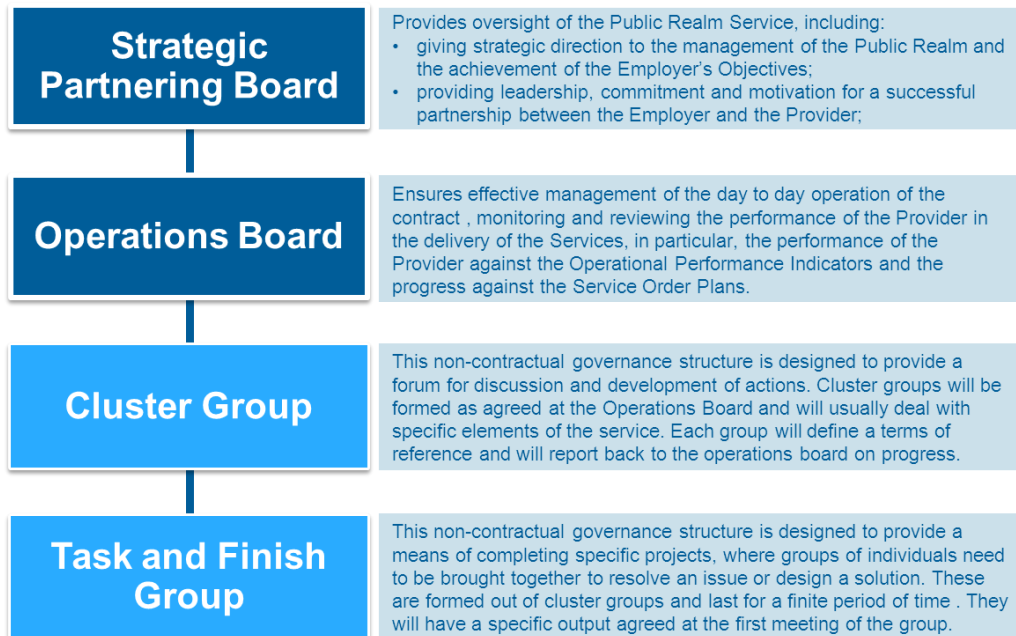 Strategic
Partnering Board
Provides oversight of the Public Realm Service, including:
• giving strategic direction to the management of the Public Realm and
the achievement of the Employer's Objectives;
• providing leadership, commitment and motivation for a successful
partnership between the Employer and the Provider;
Operations Board
Ensures effective management of the day to day operation of the
contract , monitoring and reviewing the performance of the Provider in
the delivery of the Services, in particular, the performance of the
Provider against the Operational Performance Indicators and the
progress against the Service Order Plans.
Cluster Group
This non-contractual governance structure is designed to provide a
forum for discussion and development of actions. Cluster groups will be
formed as agreed at the Operations Board and will usually deal with
specific elements of the service. Each group will define a terms of
reference and will report back to the operations board on progress.
Task and Finish
Group
This non-contractual governance structure is designed to provide a
means of completing specific projects, where groups of individuals need
to be brought together to resolve an issue or design a solution. These
are formed out of cluster groups and last for a finite period of time . They
will have a specific output agreed at the first meeting of the group.